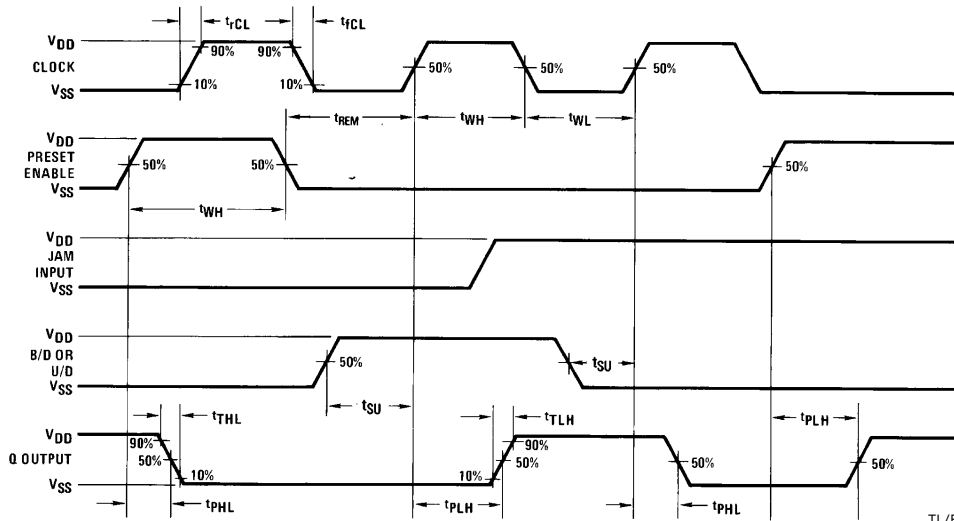 trCL tfCL
VDD
CLOCK
VSS
90% 90%
10% 10%
50% 50% 50%
tREM tWH tWL
VDD
PRESET
ENABLE
VSS
50% 50% 50%
tWH
VDD
JAM
INPUT
VSS
VDD
B/D OR
U/D
VSS
50%
tSU
tSU
tTHL tTLH tPLH
VDD
Q OUTPUT
VSS
90%
50%
10%
10%
90%
50%
50%
50%
tPHL tPLH tPHL